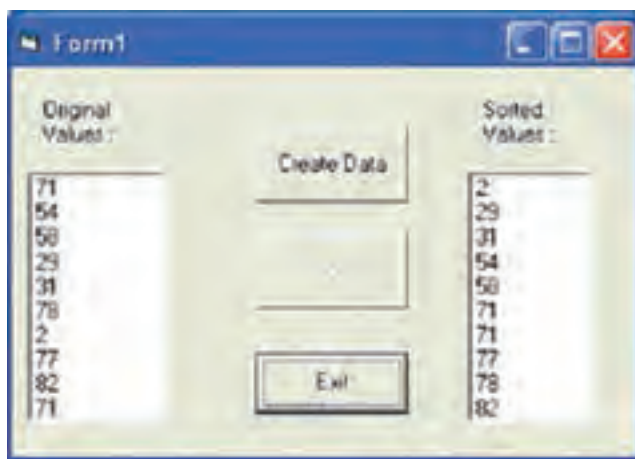 Form1
Original
Values :
71
54
58
29
31
78
2
77
82
71
Create Data
Exit
Sorted
Values :
2
29
31
54
58
71
71
77
78
82